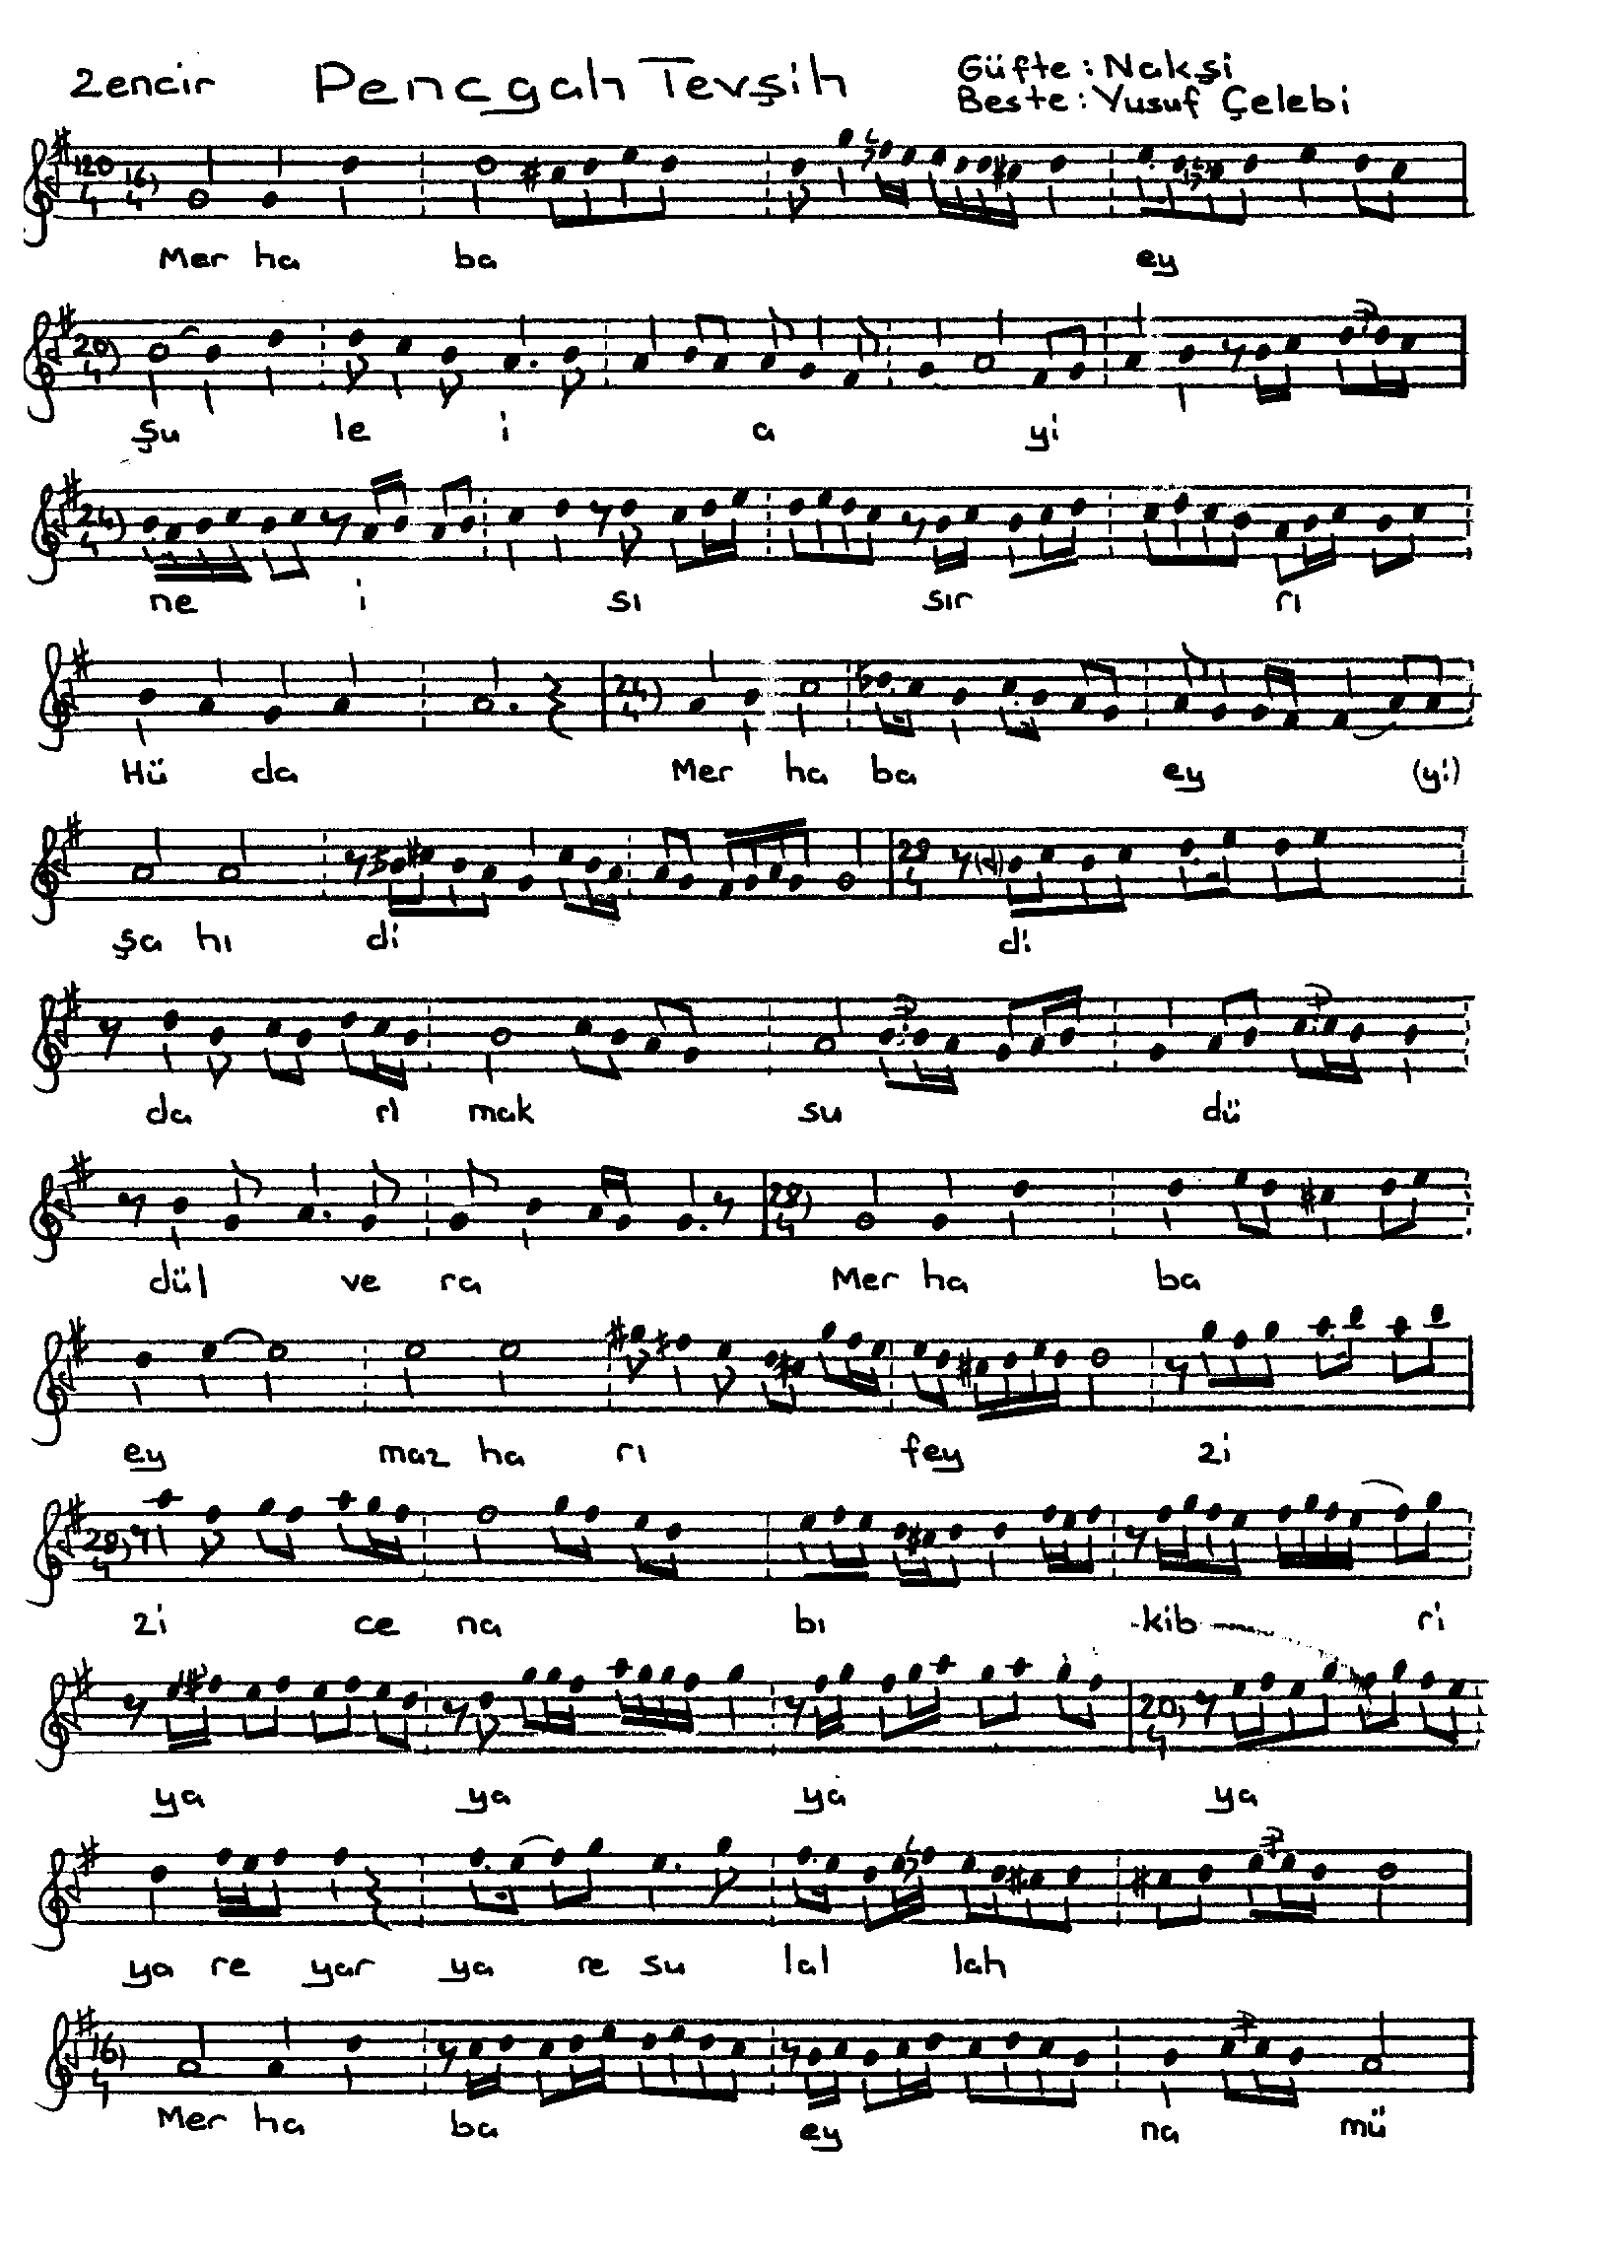 Zencir Pencgah Tevşih Güfte: Nakşi
Beste: Yusuf Çelebi
120 4 16) 4
Mer ha ba ey
20) 4
şu le i a yi
24) 4
ne i sı sır rı
24) 4
Hü da Mer ha ba ey (yi)
28 4
şa hı di di
da ri mak su dü
28) 4
dül ve ra Mer ha ba
ey maz ha rı fey zi
28) 4
zi ce na bı kib ri
20) 4
ya ya ya ya
ya re yar ya re su lal lah
16) 4
Mer ha ba ey na mü